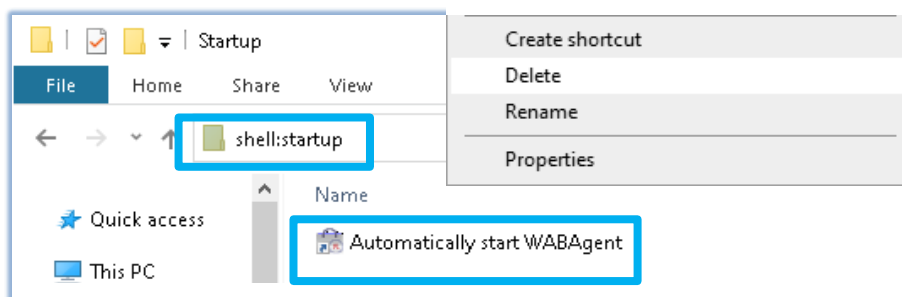 Startup
File Home Share View
shell:startup
Name
Quick access
Automatically start WABAgent
This PC
Create shortcut
Delete
Rename
Properties